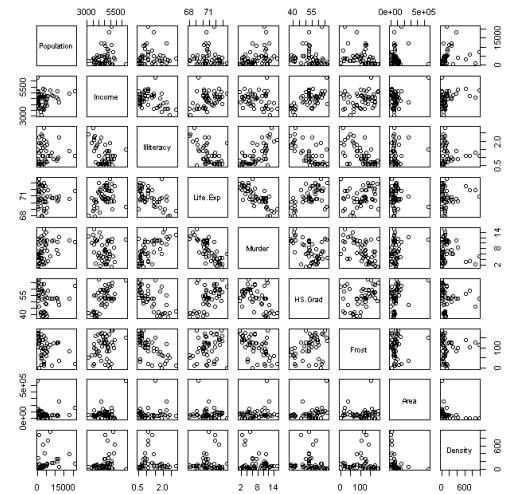 3000 5500 68 71 40 55 0e+00 5e+05
Population 0 15000
3000 5500 Income
Illiteracy 0.5 2.0
68 71 Life.Exp
Murder 2 8 14
40 55 HS.Grad
Frost 0 100
0e+00 5e+05 Area
Density 0 600
0 15000 0.5 2.0 2 8 14 0 100 0 600